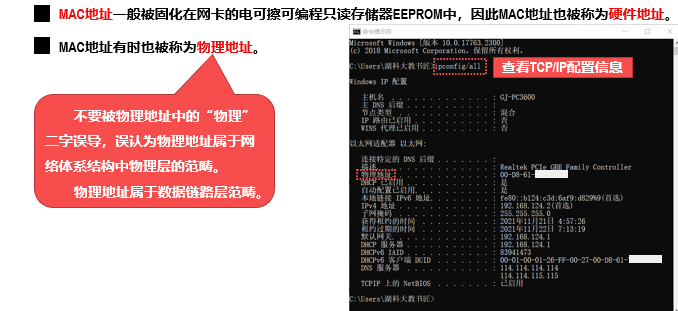 MAC地址一般被固化在网卡的电可擦可编程只读存储器EEPROM中，因此MAC地址也被称为硬件地址。
MAC地址有时也被称为物理地址。
不要被物理地址中的“物理”
二字误导，误认为物理地址属于网
络体系结构中物理层的范畴。
物理地址属于数据链路层范畴。
命令提示符
Microsoft Windows [版本 10.0.17763.2300]
(c) 2018 Microsoft Corporation。保留所有权利。
C:\Users\湖科大教书匠>ipconfig/all
查看TCP/IP配置信息
Windows IP 配置
主机名 . . . . . . . . . . . . . : GJ-PC3600
主 DNS 后缀 . . . . . . . . . . . :
节点类型 . . . . . . . . . . . . : 混合
IP 路由已启用 . . . . . . . . . . : 否
WINS 代理已启用 . . . . . . . . . : 否
以太网适配器 以太网:
连接特定的 DNS 后缀 . . . . . . . :
描述. . . . . . . . . . . . . . . : Realtek PCIe GBE Family Controller
物理地址. . . . . . . . . . . . . : 00-D8-61-
DHCP 已启用 . . . . . . . . . . . : 是
自动配置已启用. . . . . . . . . . : 是
本地链接 IPv6 地址. . . . . . . . : fe80::b124:c3d:6af9:d829%9(首选)
IPv4 地址 . . . . . . . . . . . . : 192.168.124.2(首选)
子网掩码 . . . . . . . . . . . . : 255.255.255.0
获得租约的时间 . . . . . . . . . : 2021年11月21日 4:57:26
租约过期的时间 . . . . . . . . . : 2021年11月22日 7:13:19
默认网关. . . . . . . . . . . . . : 192.168.124.1
DHCP 服务器 . . . . . . . . . . . : 192.168.124.1
DHCPv6 IAID . . . . . . . . . . . : 83941473
DHCPv6 客户端 DUID . . . . . . . : 00-01-00-01-26-FF-00-27-00-D8-61-
DNS 服务器 . . . . . . . . . . . : 114.114.114.114
114.114.115.115
TCPIP 上的 NetBIOS . . . . . . . : 已启用
C:\Users\湖科大教书匠>